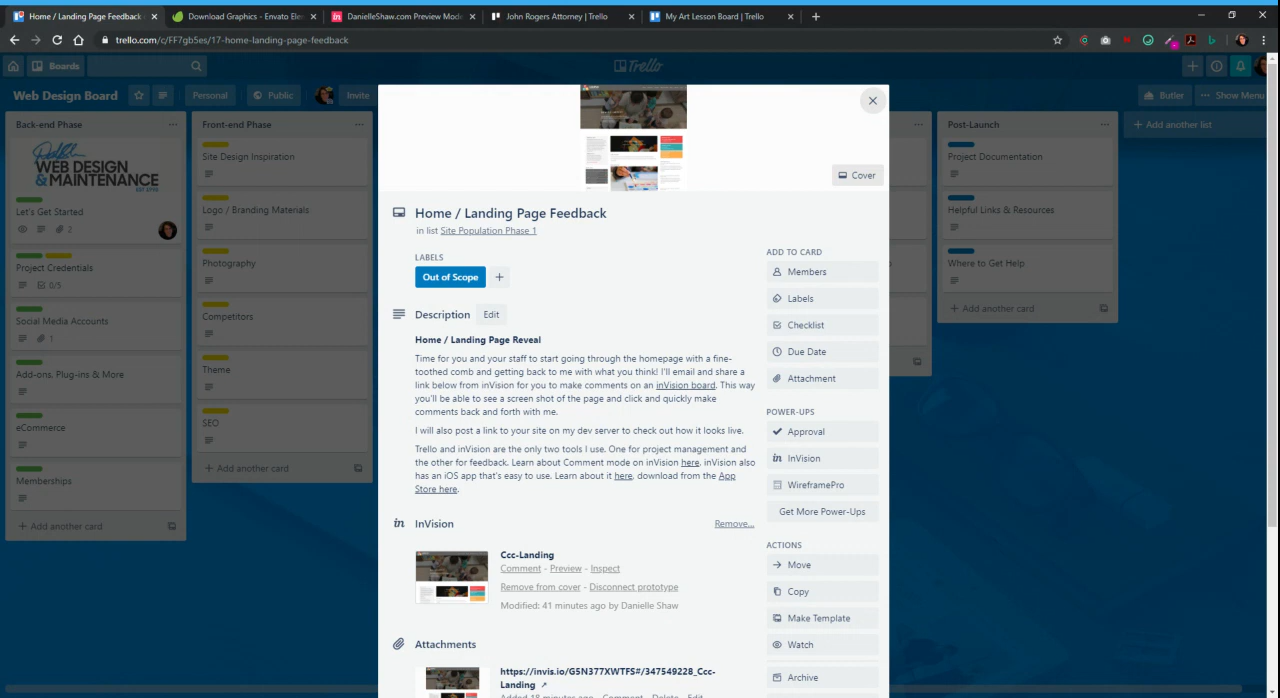 Home / Landing Page Feedback
Download Graphics - Envato Ele
DanielleShaw.com Preview Mode
John Rogers Attorney | Trello
My Art Lesson Board | Trello
trello.com/c/FF7gb5es/17-home-landing-page-feedback
Boards
Trello
Web Design Board
Personal
Public
Invite
Butler
Show Menu
Back-end Phase
WEB DESIGN
& MAINTENANCE
Let's Get Started
2
Project Credentials
0/5
Social Media Accounts
1
Add-ons, Plug-ins & More
eCommerce
Memberships
+ Add another card
Front-end Phase
Site Design Inspiration
Logo / Branding Materials
Photography
Competitors
Theme
SEO
+ Add another card
Cover
Home / Landing Page Feedback
in list Site Population Phase 1
LABELS
Out of Scope
Description Edit
Home / Landing Page Reveal
Time for you and your staff to start going through the homepage with a fine-
toothed comb and getting back to me with what you think! I'll email and share a
link below from inVision for you to make comments on an inVision board. This way
you'll be able to see a screen shot of the page and click and quickly make
comments back and forth with me.
I will also post a link to your site on my dev server to check out how it looks live.
Trello and inVision are the only two tools I use. One for project management and
the other for feedback. Learn about Comment mode on inVision here. inVision also
has an iOS app that's easy to use. Learn about it here, download from the App
Store here.
in InVision Remove...
Ccc-Landing
Comment - Preview - Inspect
Remove from cover - Disconnect prototype
Modified: 41 minutes ago by Danielle Shaw
Attachments
https://invis.io/G5N377XWTFS#/347549228_Ccc-
Landing ↗
Added 18 minutes ago - Comment - Delete - Edit
ADD TO CARD
Members
Labels
Checklist
Due Date
Attachment
POWER-UPS
Approval
in InVision
WireframePro
Get More Power-Ups
ACTIONS
Move
Copy
Make Template
Watch
Archive
Post-Launch
Project Documentation
Helpful Links & Resources
Where to Get Help
+ Add another card
+ Add another list